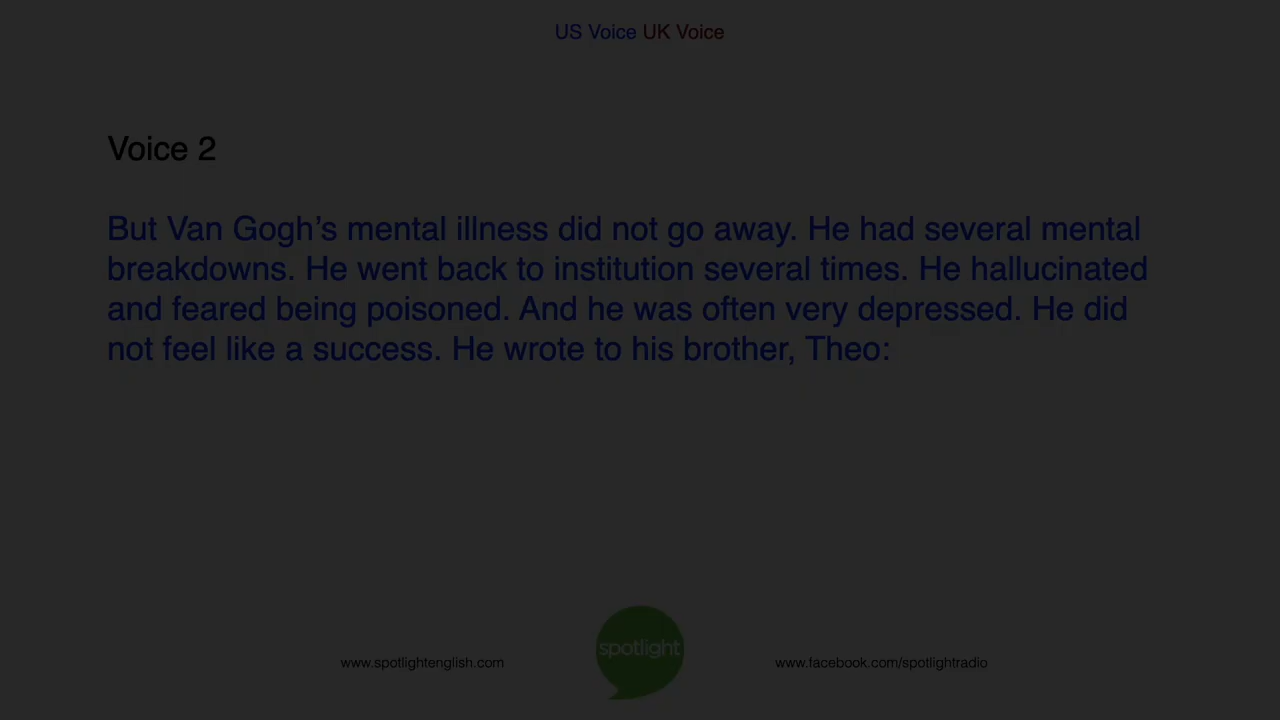 US Voice UK Voice
Voice 2
But Van Gogh’s mental illness did not go away. He had several mental
breakdowns. He went back to institution several times. He hallucinated
and feared being poisoned. And he was often very depressed. He did
not feel like a success. He wrote to his brother, Theo:
spotlight
www.spotlightenglish.com
www.facebook.com/spotlightradio